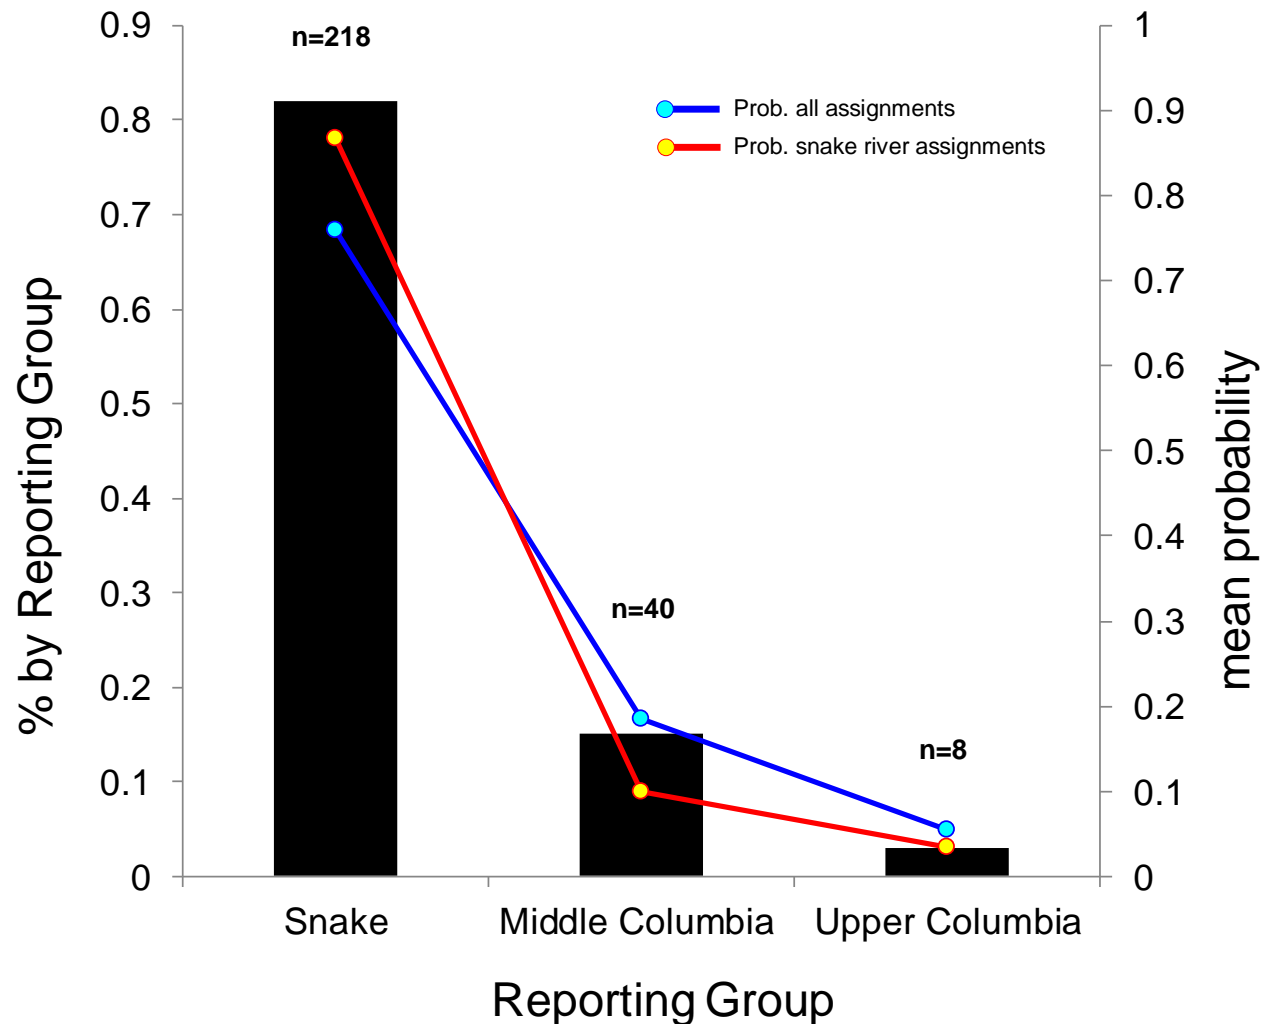 n=218
n=40
n=8
Prob. all assignments
Prob. snake river assignments
% by Reporting Group
0.9
0.8
0.7
0.6
0.5
0.4
0.3
0.2
0.1
0
mean probability
1
0.9
0.8
0.7
0.6
0.5
0.4
0.3
0.2
0.1
0
Snake
Middle Columbia
Upper Columbia
Reporting Group